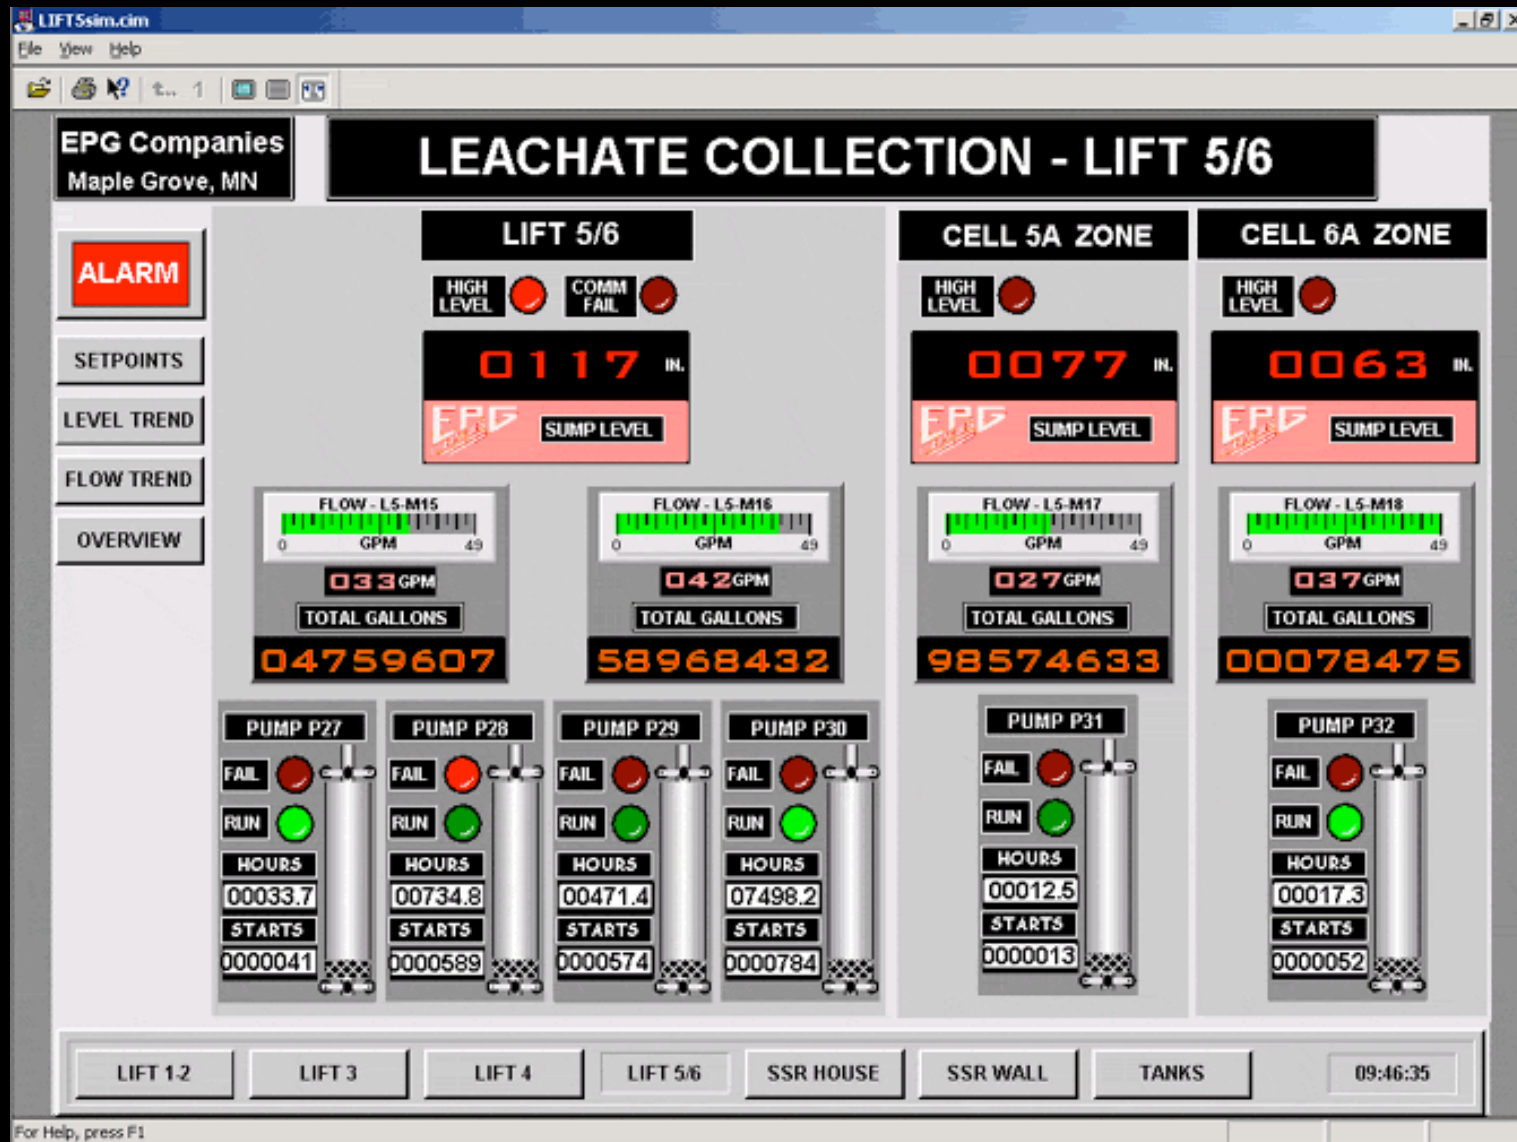 LIFT5sim.cim
File View Help
1
EPG Companies
Maple Grove, MN
LEACHATE COLLECTION - LIFT 5/6
ALARM
SETPOINTS
LEVEL TREND
FLOW TREND
OVERVIEW
LIFT 5/6
HIGH LEVEL
COMM FAIL
0117 IN.
EPG
SUMP LEVEL
FLOW - L5-M15
0 GPM 49
033 GPM
TOTAL GALLONS
04759607
FLOW - L5-M16
0 GPM 49
042 GPM
TOTAL GALLONS
58968432
PUMP P27
FAIL
RUN
HOURS
00033.7
STARTS
0000041
PUMP P28
FAIL
RUN
HOURS
00734.8
STARTS
0000589
PUMP P29
FAIL
RUN
HOURS
00471.4
STARTS
0000574
PUMP P30
FAIL
RUN
HOURS
07498.2
STARTS
0000784
CELL 5A ZONE
HIGH LEVEL
0077 IN.
EPG
SUMP LEVEL
FLOW - L5-M17
0 GPM 49
027 GPM
TOTAL GALLONS
98574633
PUMP P31
FAIL
RUN
HOURS
00012.5
STARTS
0000013
CELL 6A ZONE
HIGH LEVEL
0063 IN.
EPG
SUMP LEVEL
FLOW - L5-M18
0 GPM 49
037 GPM
TOTAL GALLONS
00078475
PUMP P32
FAIL
RUN
HOURS
00017.3
STARTS
0000052
LIFT 1-2
LIFT 3
LIFT 4
LIFT 5/6
SSR HOUSE
SSR WALL
TANKS
09:46:35
For Help, press F1